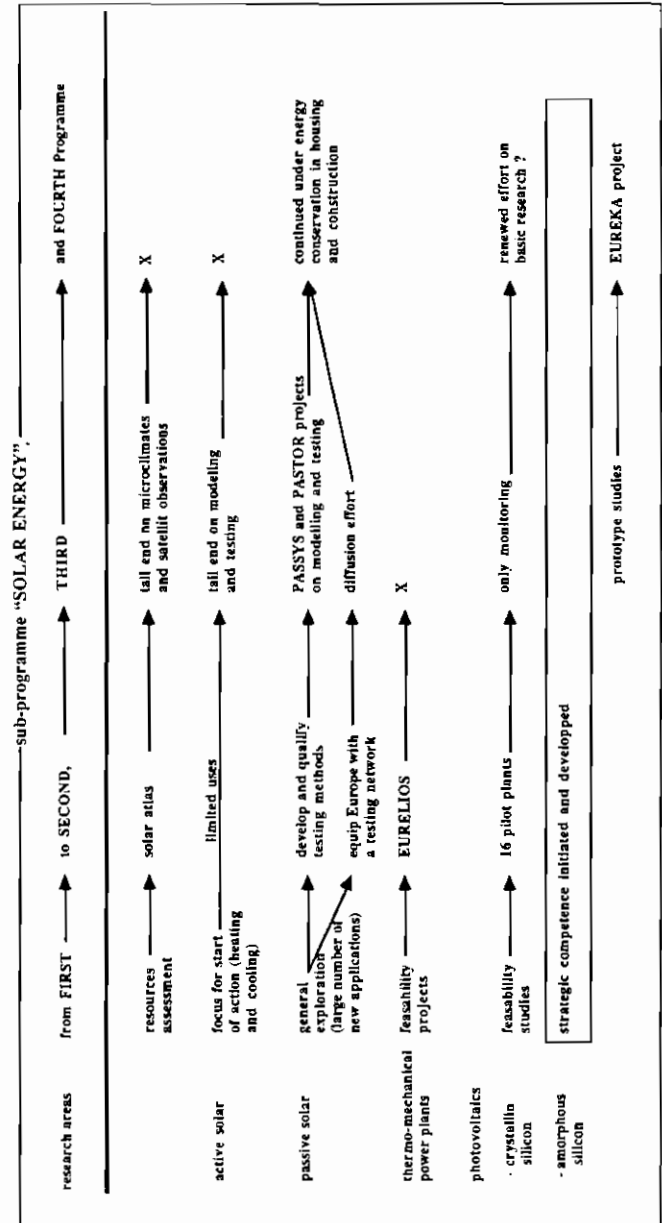 sub-programme "SOLAR ENERGY",
research areas
from FIRST
to SECOND,
THIRD
and FOURTH Programme
resources
assessment
solar atlas
tail end on microclimates
and satellit observations
X
active solar
focus for start
of action (heating
and cooling)
limited uses
tail end on modeling
and testing
X
passive solar
general
exploration
(large number of
new applications)
develop and qualify
testing methods
PASSYS and PASTOR projects
on modelling and testing
continued under energy
conservation in housing
and construction
equip Europe with
a testing network
diffusion effort
thermo-mechanical
power plants
feasability
projects
EURELIOS
X
photovoltaics
- crystallin
silicon
feasability
studies
16 pilot plants
only monitoring
renewed effort on
basic research ?
- amorphous
silicon
strategic competence initiated and developped
prototype studies
EUREKA project